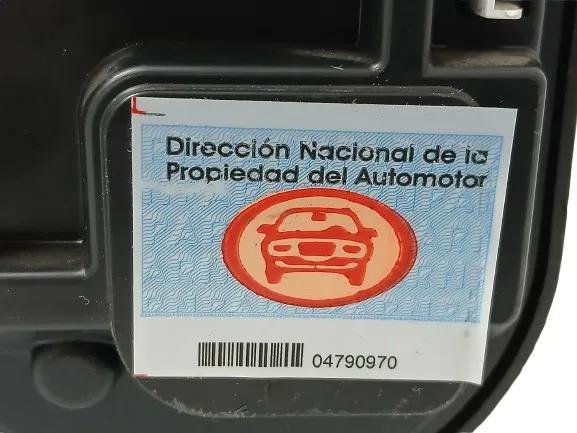 Dirección Nacional de la
Propiedad del Automotor
04790970